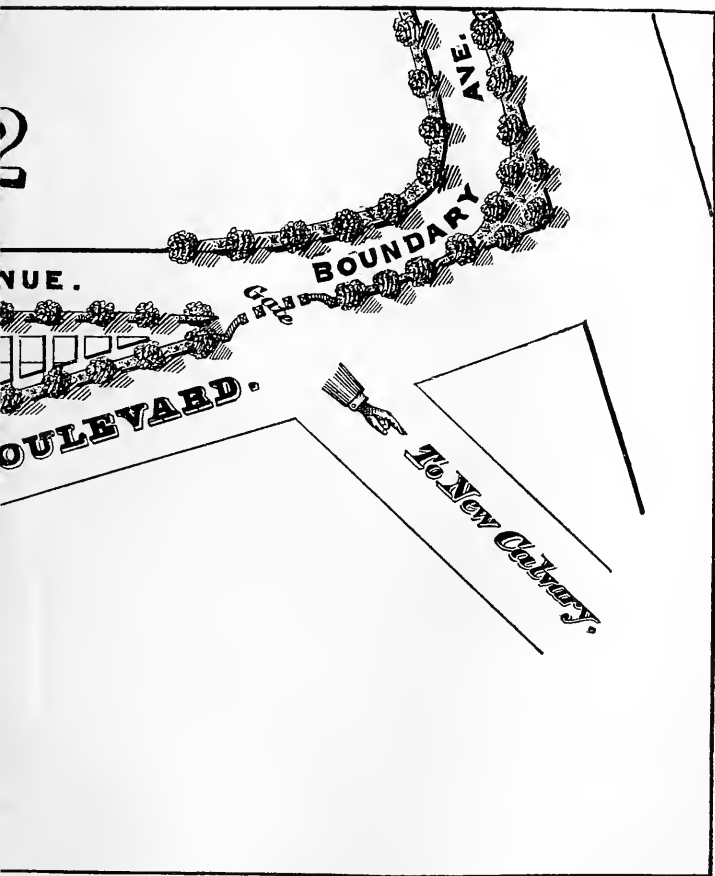 2
BOUNDARY AVE.
NUE.
Gate
OULEVARD.
To New Calvary.